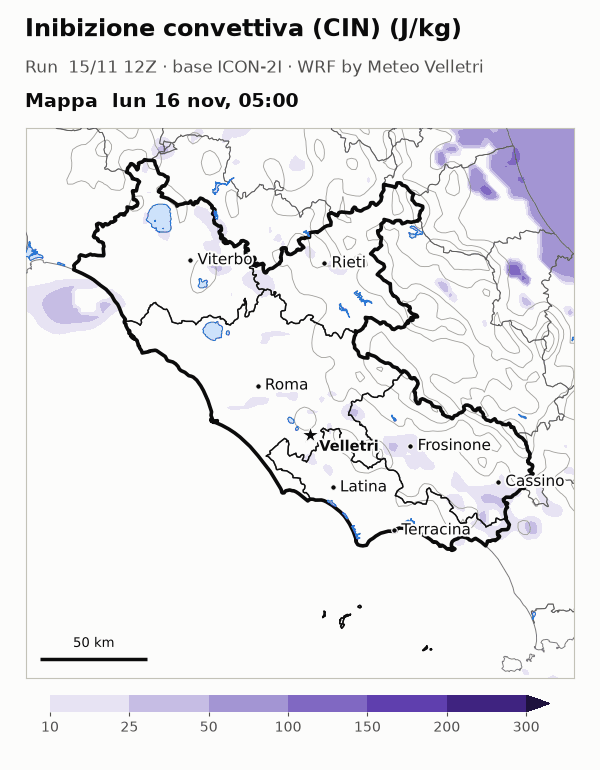 Inibizione convettiva (CIN) (J/kg)
Run  15/11 12Z · base ICON-2I · WRF by Meteo Velletri
Mappa  lun 16 nov, 05:00
Viterbo
Rieti
Roma
Velletri
Frosinone
Cassino
Latina
Terracina
50 km
10 25 50 100 150 200 300